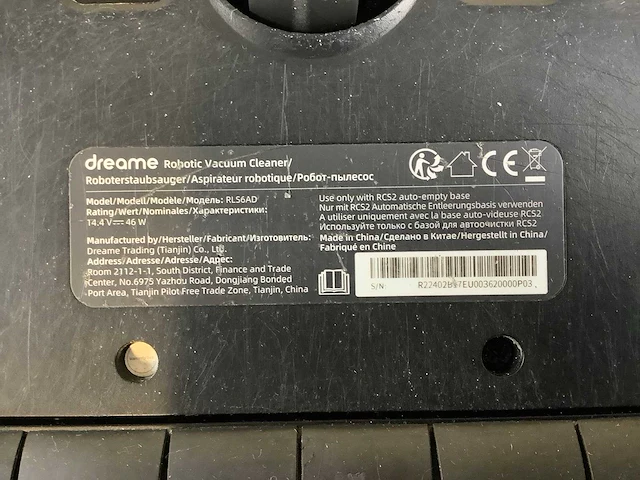 dreame Robotic Vacuum Cleaner/
Roboterstaubsauger/Aspirateur robotique/Робот-пылесос
Model/Modell/Modèle/Модель: RLS6AD
Rating/Wert/Nominales/Характеристики:
14.4 V⎓46 W
Manufactured by/Hersteller/Fabricant/Изготовитель:
Dreame Trading (Tianjin) Co., Ltd.
Address/Adresse/Adresse/Адрес:
Room 2112-1-1, South District, Finance and Trade
Center, No.6975 Yazhou Road, Dongjiang Bonded
Port Area, Tianjin Pilot Free Trade Zone, Tianjin, China
Use only with RCS2 auto-empty base
Nur mit RCS2 Automatische Entleerungsbasis verwenden
A utiliser uniquement avec la base auto-videuse RCS2
Используйте только с базой для автоочистки RCS2
Made in China/Сделано в Китае/Hergestellt in China/
Fabriqué en Chine
S/N: R22402B97EU003620000P03
CE